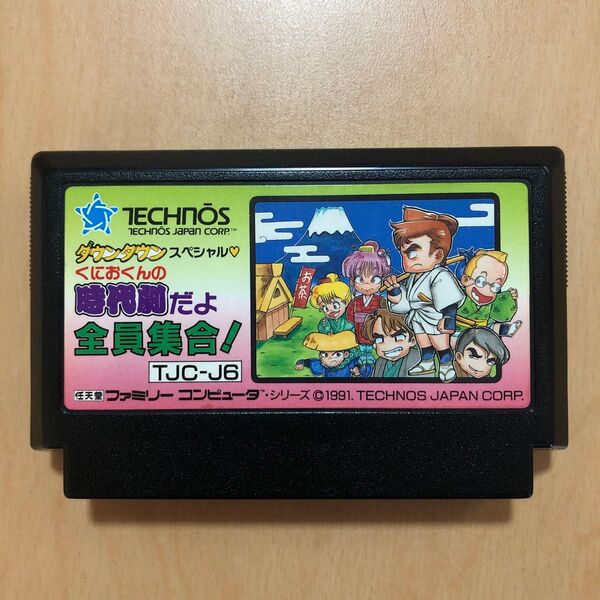 TECHNŌS
TECHNŌS JAPAN CORP.™
ダウンタウンスペシャル♥
くにおくんの
時代劇だよ
全員集合!
TJC-J6
お茶
任天堂 ファミリー コンピュータ・シリーズ ©1991. TECHNOS JAPAN CORP.